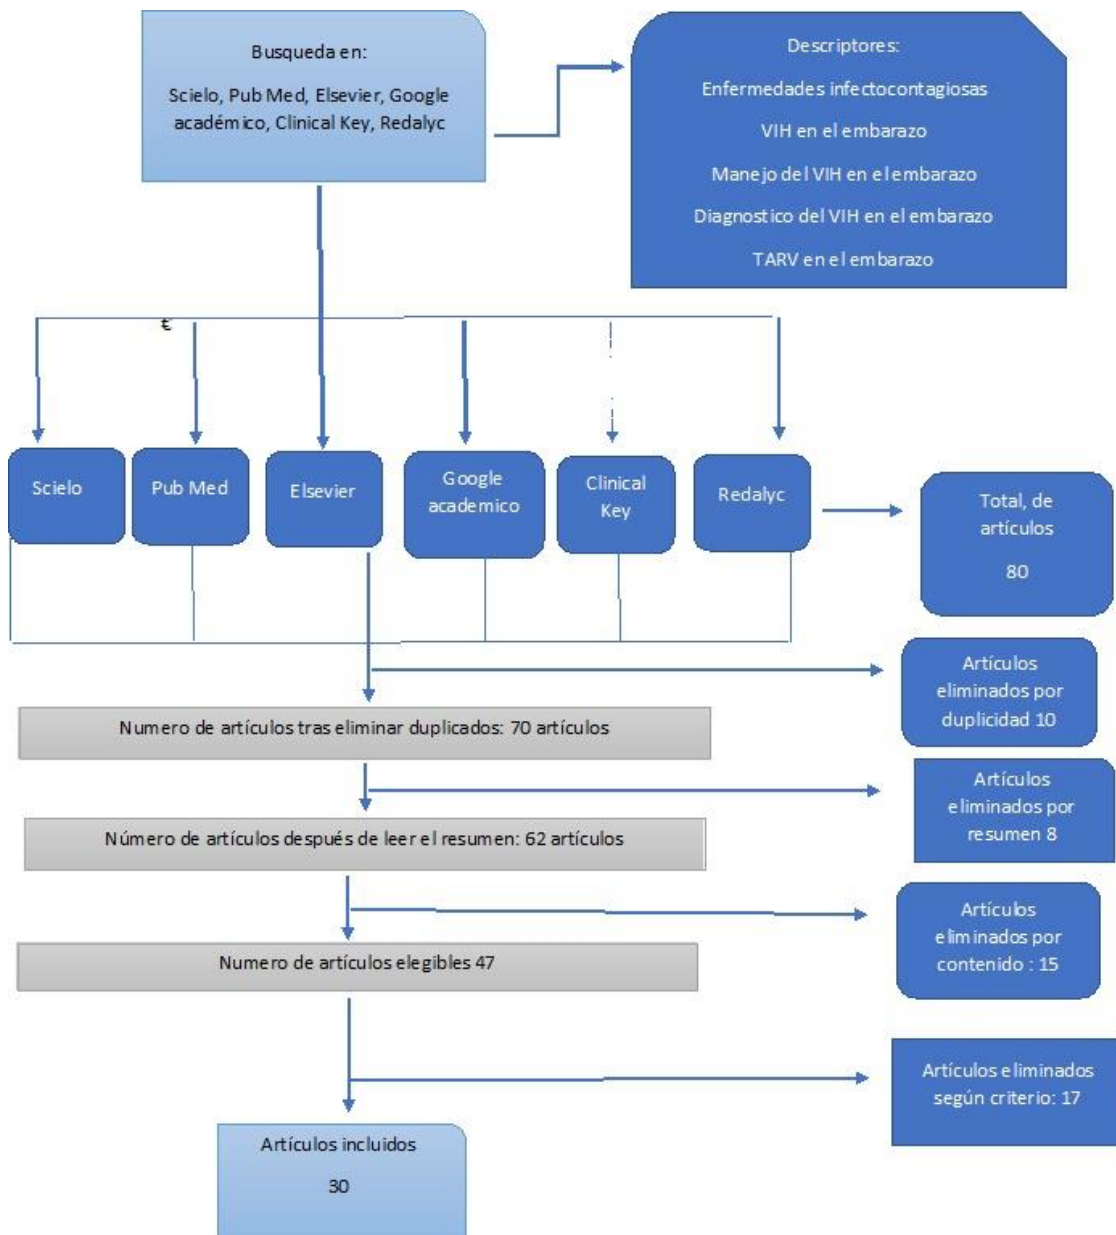 Busqueda en:
Scielo, Pub Med, Elsevier, Google
académico, Clinical Key, Redalyc
Descriptores:
Enfermedades infectocontagiosas
VIH en el embarazo
Manejo del VIH en el embarazo
Diagnostico del VIH en el embarazo
TARV en el embarazo
€
Scielo
Pub Med
Elsevier
Google
academico
Clinical
Key
Redalyc
Total, de
artículos
80
Artículos
eliminados por
duplicidad 10
Numero de artículos tras eliminar duplicados: 70 artículos
Artículos
eliminados por
resumen 8
Número de artículos después de leer el resumen: 62 artículos
Artículos
eliminados por
contenido : 15
Numero de artículos elegibles 47
Artículos eliminados
según criterio: 17
Artículos incluidos
30